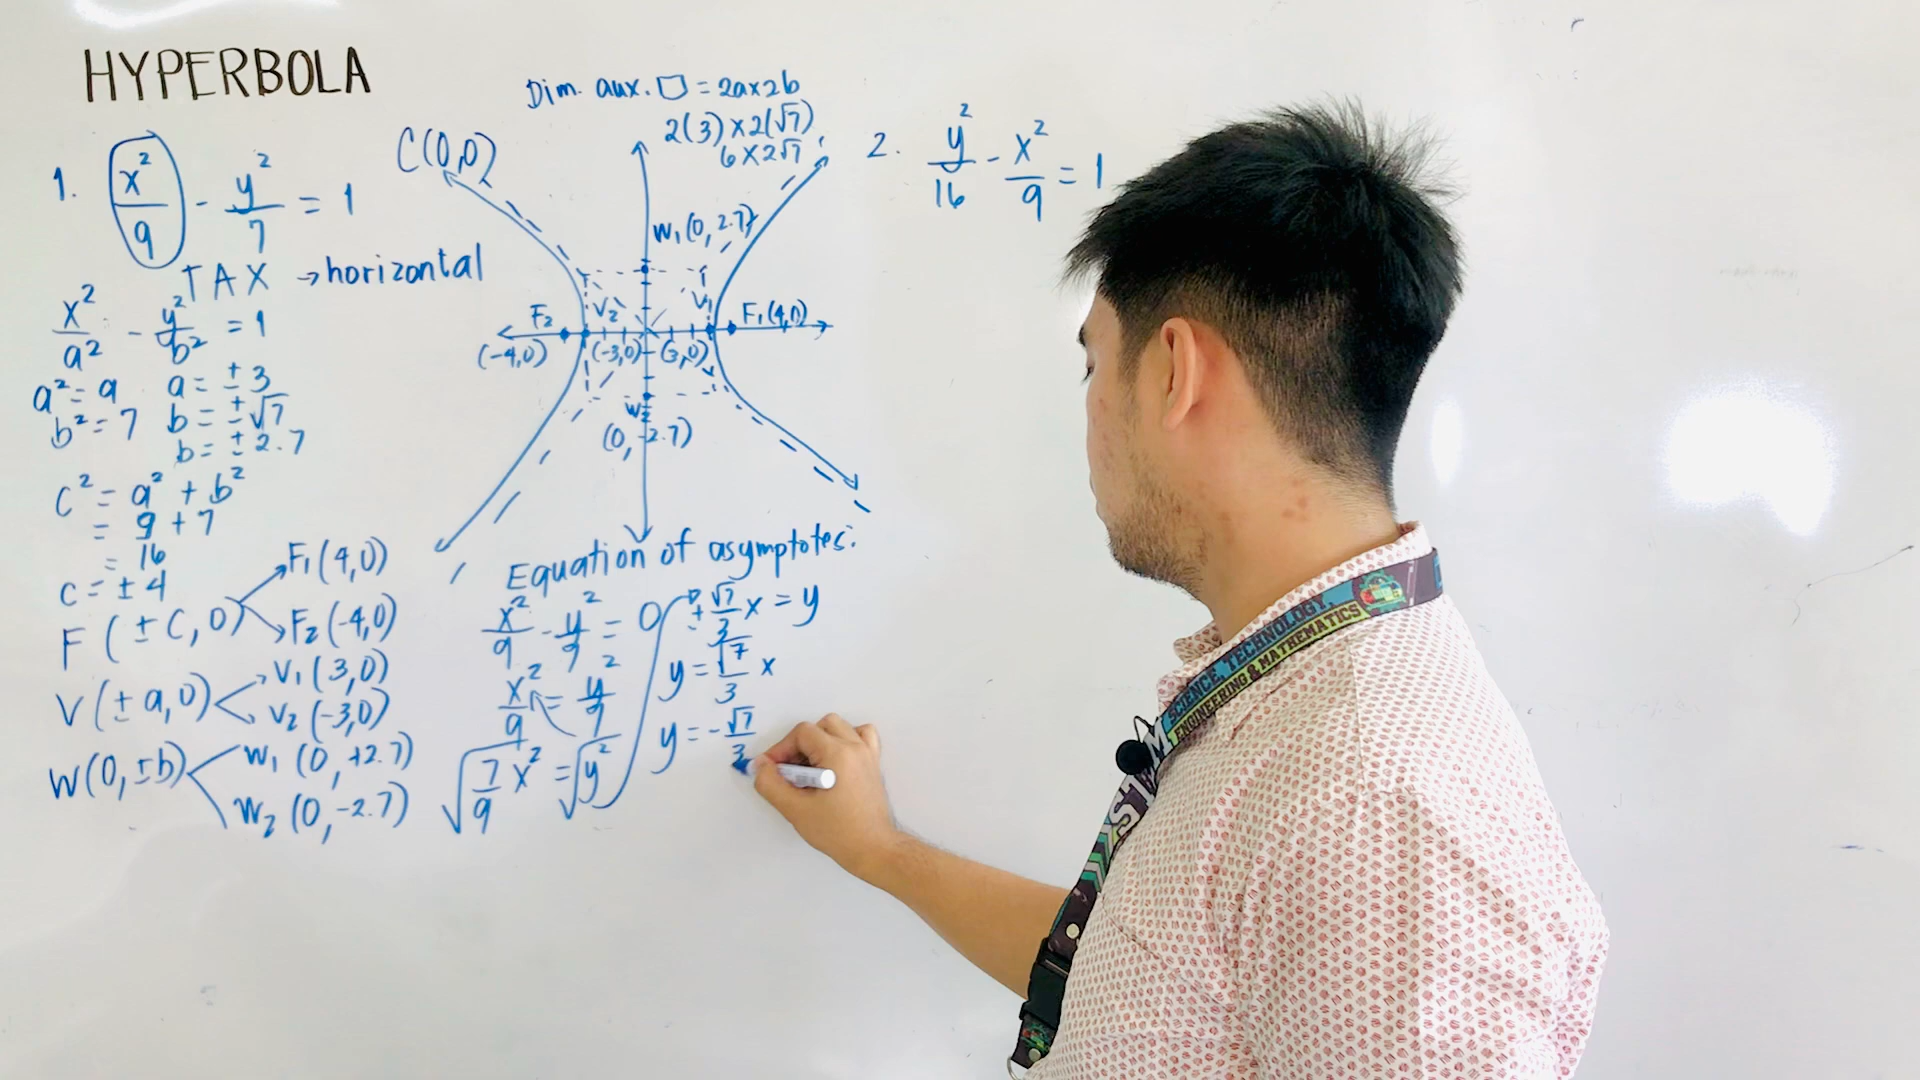 HYPERBOLA
1. x²/9 - y²/7 = 1
TAX → horizontal
x²/a² - y²/b² = 1
a² = 9 a = ± 3
b² = 7 b = ± √7
b = ± 2.7
c² = a² + b²
= 9 + 7
= 16
c = ± 4
F (± C, 0) F₁ (4, 0)
F₂ (-4, 0)
V (± a, 0) V₁ (3, 0)
V₂ (-3, 0)
W (0, ± b) W₁ (0, +2.7)
W₂ (0, -2.7)
C(0,0)
Dim. aux. □ = 2a x 2b
2(3) x 2(√7)
6 x 2√7
W₁ (0, 2.7)
F₂ V₂ V₁ F₁ (4,0)
(-4,0) (-3,0) (3,0)
W₂
(0, -2.7)
Equation of asymptotes:
x²/9 - y²/7 = 0
x²/9 = y²/7
√7/9 x² = √y²
± √7/3 x = y
y = √7/3 x
y = - √7/3
2. y²/16 - x²/9 = 1
SCIENCE, TECHNOLOGY,
ENGINEERING & MATHEMATICS
STEM